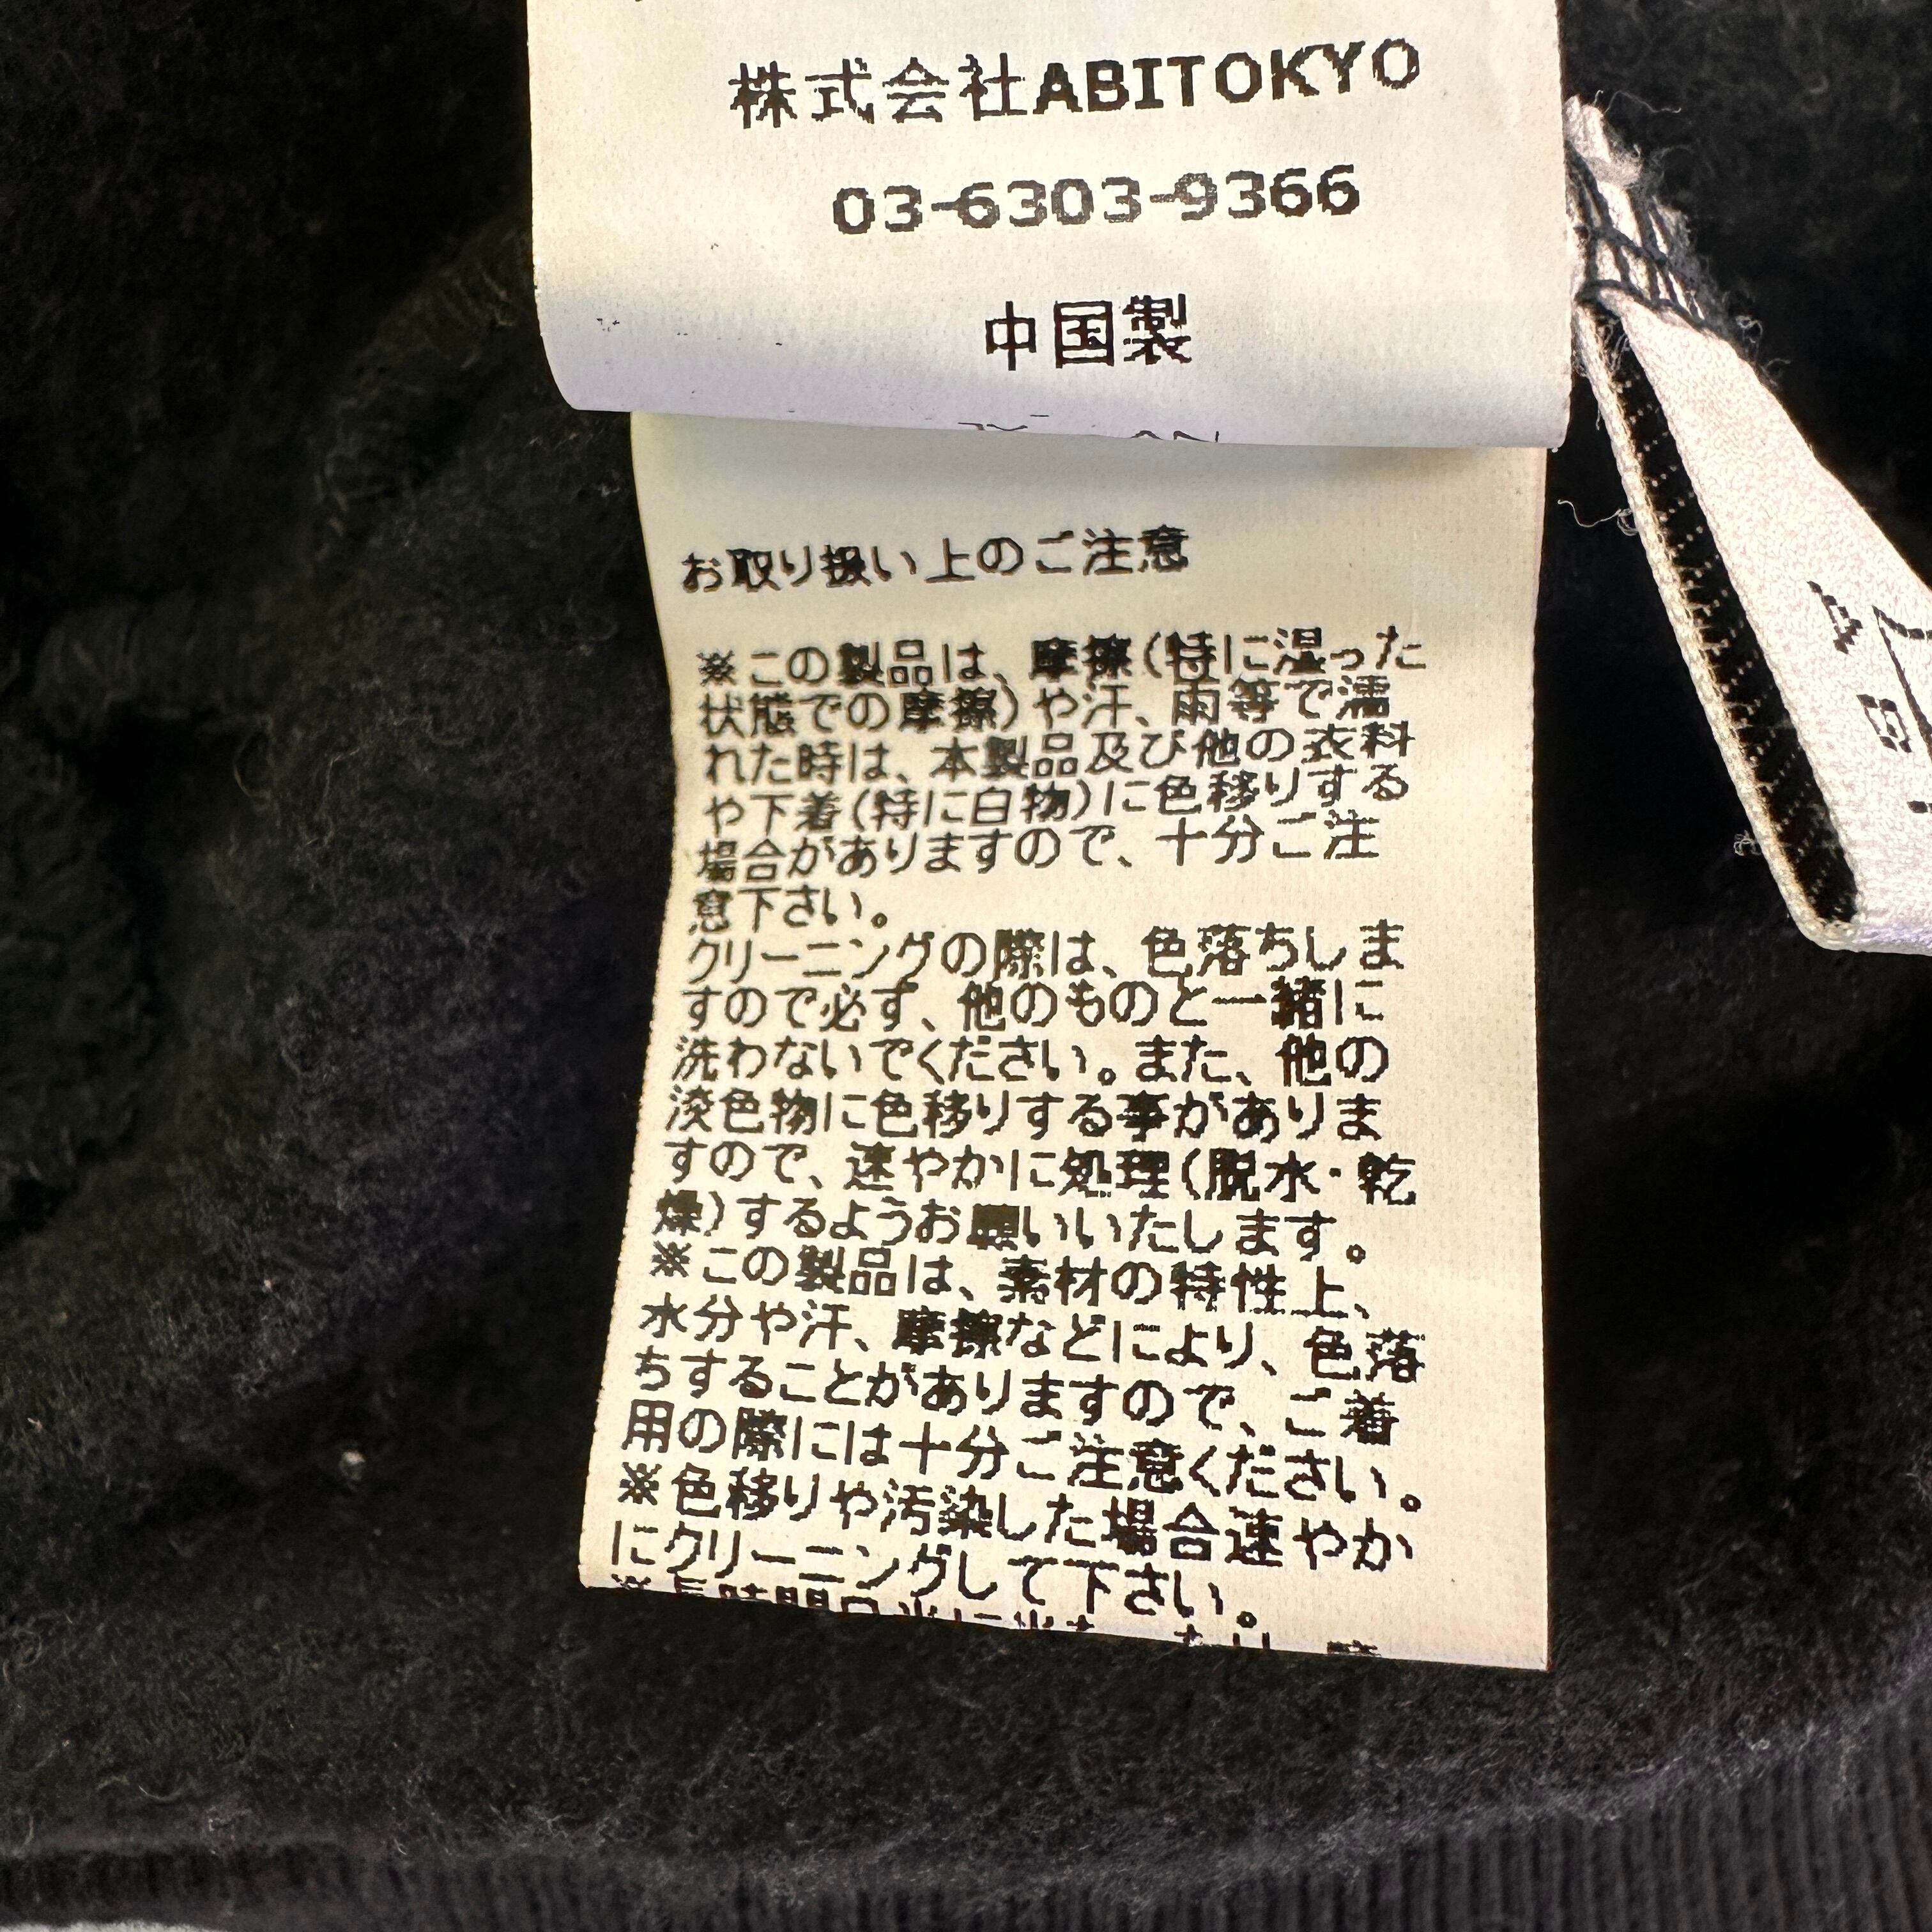 株式会社ABITOKYO
03-6303-9366
中国製
お取り扱い上のご注意
※この製品は、摩擦(特に湿った
状態での摩擦)や汗、雨等で濡
れた時は、本製品及び他の衣料
や下着(特に白物)に色移りする
場合がありますので、十分ご注
意下さい。
クリーニングの際は、色落ちしま
すので必ず、他のものと一緒に
洗わないでください。また、他の
淡色物に色移りする事がありま
すので、速やかに処理(脱水・乾
燥)するようお願いいたします。
※この製品は、素材の特性上、
水分や汗、摩擦などにより、色落
ちすることがありますので、ご着
用の際には十分ご注意ください。
※色移りや汚染した場合速やか
にクリーニングして下さい。